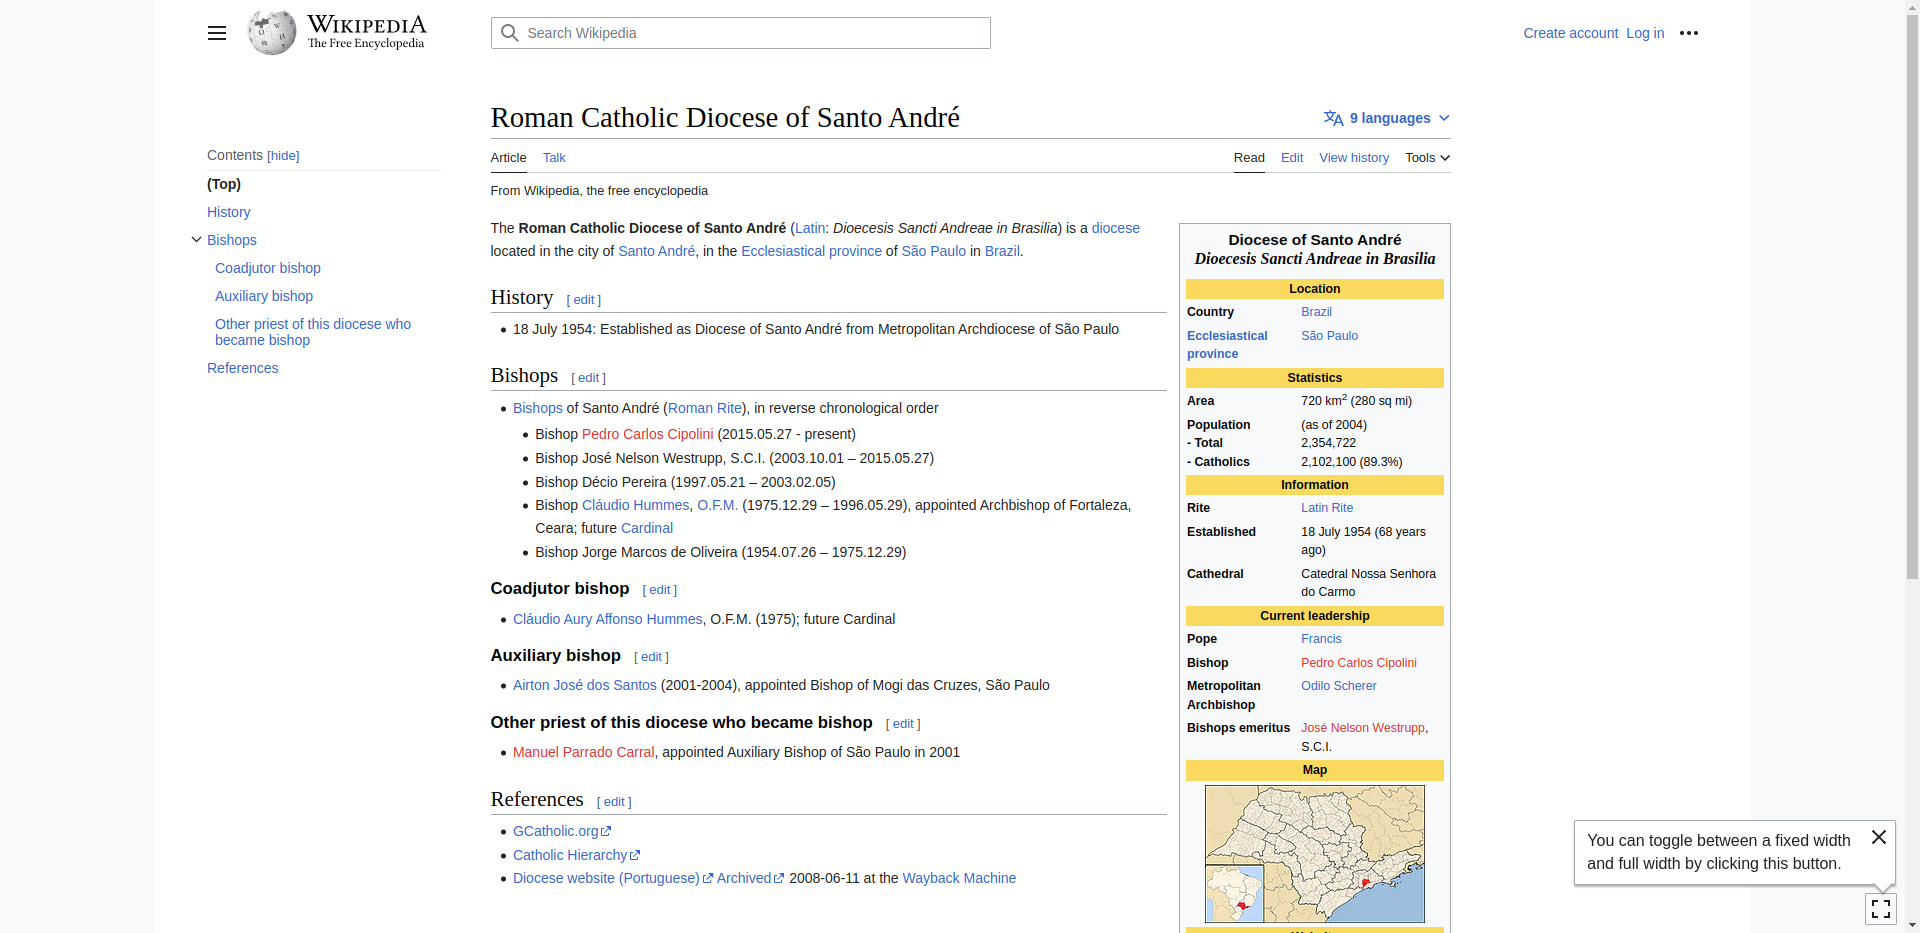 WIKIPEDIA
The Free Encyclopedia
Search Wikipedia
Create account Log in
Contents [hide]
(Top)
History
Bishops
Coadjutor bishop
Auxiliary bishop
Other priest of this diocese who
became bishop
References
Roman Catholic Diocese of Santo André
9 languages
Article Talk
Read Edit View history Tools
From Wikipedia, the free encyclopedia
The Roman Catholic Diocese of Santo André (Latin: Dioecesis Sancti Andreae in Brasilia) is a diocese
located in the city of Santo André, in the Ecclesiastical province of São Paulo in Brazil.
History [ edit ]
18 July 1954: Established as Diocese of Santo André from Metropolitan Archdiocese of São Paulo
Bishops [ edit ]
Bishops of Santo André (Roman Rite), in reverse chronological order
Bishop Pedro Carlos Cipolini (2015.05.27 - present)
Bishop José Nelson Westrupp, S.C.I. (2003.10.01 – 2015.05.27)
Bishop Décio Pereira (1997.05.21 – 2003.02.05)
Bishop Cláudio Hummes, O.F.M. (1975.12.29 – 1996.05.29), appointed Archbishop of Fortaleza,
Ceara; future Cardinal
Bishop Jorge Marcos de Oliveira (1954.07.26 – 1975.12.29)
Coadjutor bishop [ edit ]
Cláudio Aury Affonso Hummes, O.F.M. (1975); future Cardinal
Auxiliary bishop [ edit ]
Airton José dos Santos (2001-2004), appointed Bishop of Mogi das Cruzes, São Paulo
Other priest of this diocese who became bishop [ edit ]
Manuel Parrado Carral, appointed Auxiliary Bishop of São Paulo in 2001
References [ edit ]
GCatholic.org
Catholic Hierarchy
Diocese website (Portuguese) Archived 2008-06-11 at the Wayback Machine
Diocese of Santo André
Dioecesis Sancti Andreae in Brasilia
Location
Country Brazil
Ecclesiastical São Paulo
province
Statistics
Area 720 km² (280 sq mi)
Population (as of 2004)
- Total 2,354,722
- Catholics 2,102,100 (89.3%)
Information
Rite Latin Rite
Established 18 July 1954 (68 years
ago)
Cathedral Catedral Nossa Senhora
do Carmo
Current leadership
Pope Francis
Bishop Pedro Carlos Cipolini
Metropolitan Odilo Scherer
Archbishop
Bishops emeritus José Nelson Westrupp,
S.C.I.
Map
You can toggle between a fixed width
and full width by clicking this button.